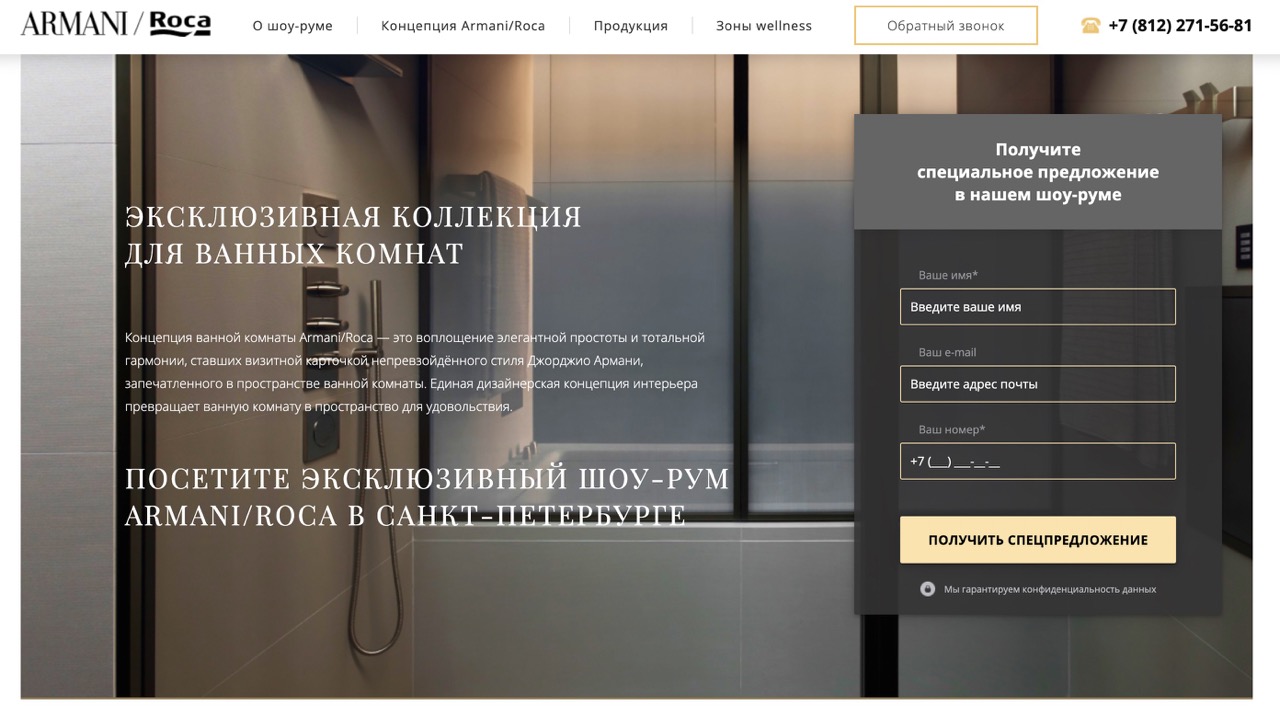 ARMANI / Roca
О шоу-руме
Концепция Armani/Roca
Продукция
Зоны wellness
Обратный звонок
+7 (812) 271-56-81
ЭКСКЛЮЗИВНАЯ КОЛЛЕКЦИЯ
ДЛЯ ВАННЫХ КОМНАТ
Концепция ванной комнаты Armani/Roca — это воплощение элегантной простоты и тотальной
гармонии, ставших визитной карточкой непревзойдённого стиля Джорджио Армани,
запечатленного в пространстве ванной комнаты. Единая дизайнерская концепция интерьера
превращает ванную комнату в пространство для удовольствия.
ПОСЕТИТЕ ЭКСКЛЮЗИВНЫЙ ШОУ-РУМ
ARMANI/ROCA В САНКТ-ПЕТЕРБУРГЕ
Получите
специальное предложение
в нашем шоу-руме
Ваше имя*
Введите ваше имя
Ваш e-mail
Введите адрес почты
Ваш номер*
+7 (___) ___-__-__
ПОЛУЧИТЬ СПЕЦПРЕДЛОЖЕНИЕ
Мы гарантируем конфиденциальность данных